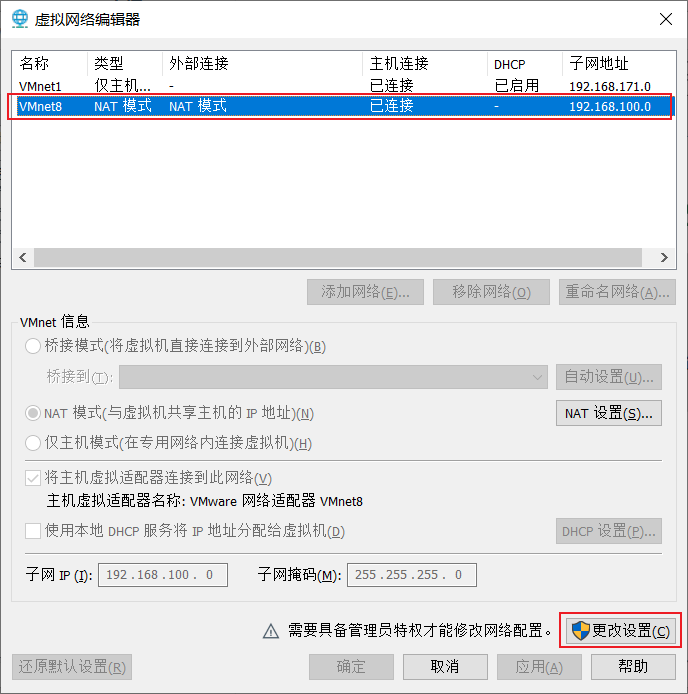 虚拟网络编辑器
名称 类型 外部连接 主机连接 DHCP 子网地址
VMnet1 仅主机... - 已连接 已启用 192.168.171.0
VMnet8 NAT 模式 NAT 模式 已连接 - 192.168.100.0
添加网络(E)... 移除网络(O) 重命名网络(A)...
VMnet 信息
桥接模式(将虚拟机直接连接到外部网络)(B)
桥接到(T): 自动设置(U)...
NAT 模式(与虚拟机共享主机的 IP 地址)(N) NAT 设置(S)...
仅主机模式(在专用网络内连接虚拟机)(H)
将主机虚拟适配器连接到此网络(V)
主机虚拟适配器名称: VMware 网络适配器 VMnet8
使用本地 DHCP 服务将 IP 地址分配给虚拟机(D) DHCP 设置(P)...
子网 IP (I): 192 . 168 . 100 . 0 子网掩码(M): 255 . 255 . 255 . 0
需要具备管理员特权才能修改网络配置。 更改设置(C)
还原默认设置(R) 确定 取消 应用(A) 帮助